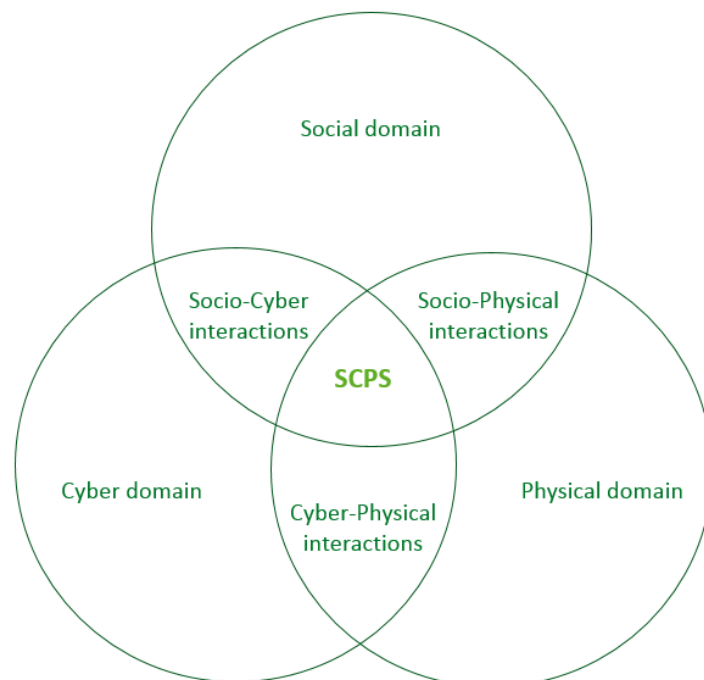 Social domain
Socio-Cyber
interactions
Socio-Physical
interactions
SCPS
Cyber domain
Physical domain
Cyber-Physical
interactions